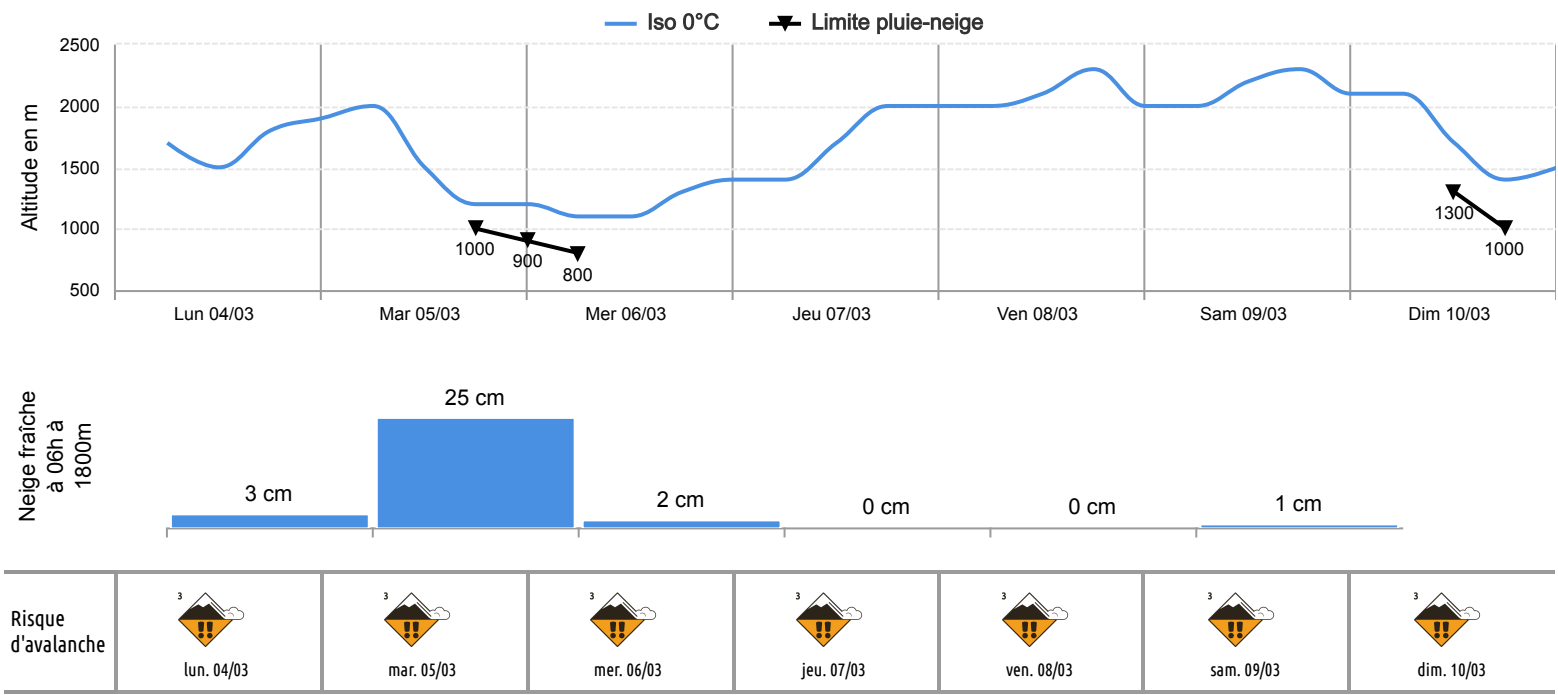 Iso 0°C
Limite pluie-neige
Altitude en m
2500
2000
1500
1000
500
1000
900
800
1300
1000
Lun 04/03
Mar 05/03
Mer 06/03
Jeu 07/03
Ven 08/03
Sam 09/03
Dim 10/03
Neige fraîche
à 06h à
1800m
3 cm
25 cm
2 cm
0 cm
0 cm
1 cm
Risque
d'avalanche
3
!!
lun. 04/03
3
!!
mar. 05/03
3
!!
mer. 06/03
3
!!
jeu. 07/03
3
!!
ven. 08/03
3
!!
sam. 09/03
3
!!
dim. 10/03